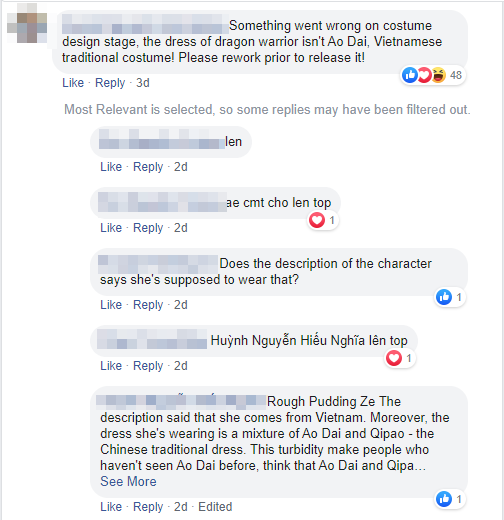 Something went wrong on costume
design stage, the dress of dragon warrior isn't Ao Dai, Vietnamese
traditional costume! Please rework prior to release it!
48
Like · Reply · 3d
Most Relevant is selected, so some replies may have been filtered out.
len
Like · Reply · 2d
ae cmt cho len top
1
Like · Reply · 2d
Does the description of the character
says she's supposed to wear that?
1
Like · Reply · 2d
Huỳnh Nguyễn Hiếu Nghĩa lên top
1
Like · Reply · 2d
Rough Pudding Ze The
description said that she comes from Vietnam. Moreover, the
dress she's wearing is a mixture of Ao Dai and Qipao - the
Chinese traditional dress. This turbidity make people who
haven't seen Ao Dai before, think that Ao Dai and Qipa…
See More
1
Like · Reply · 2d · Edited